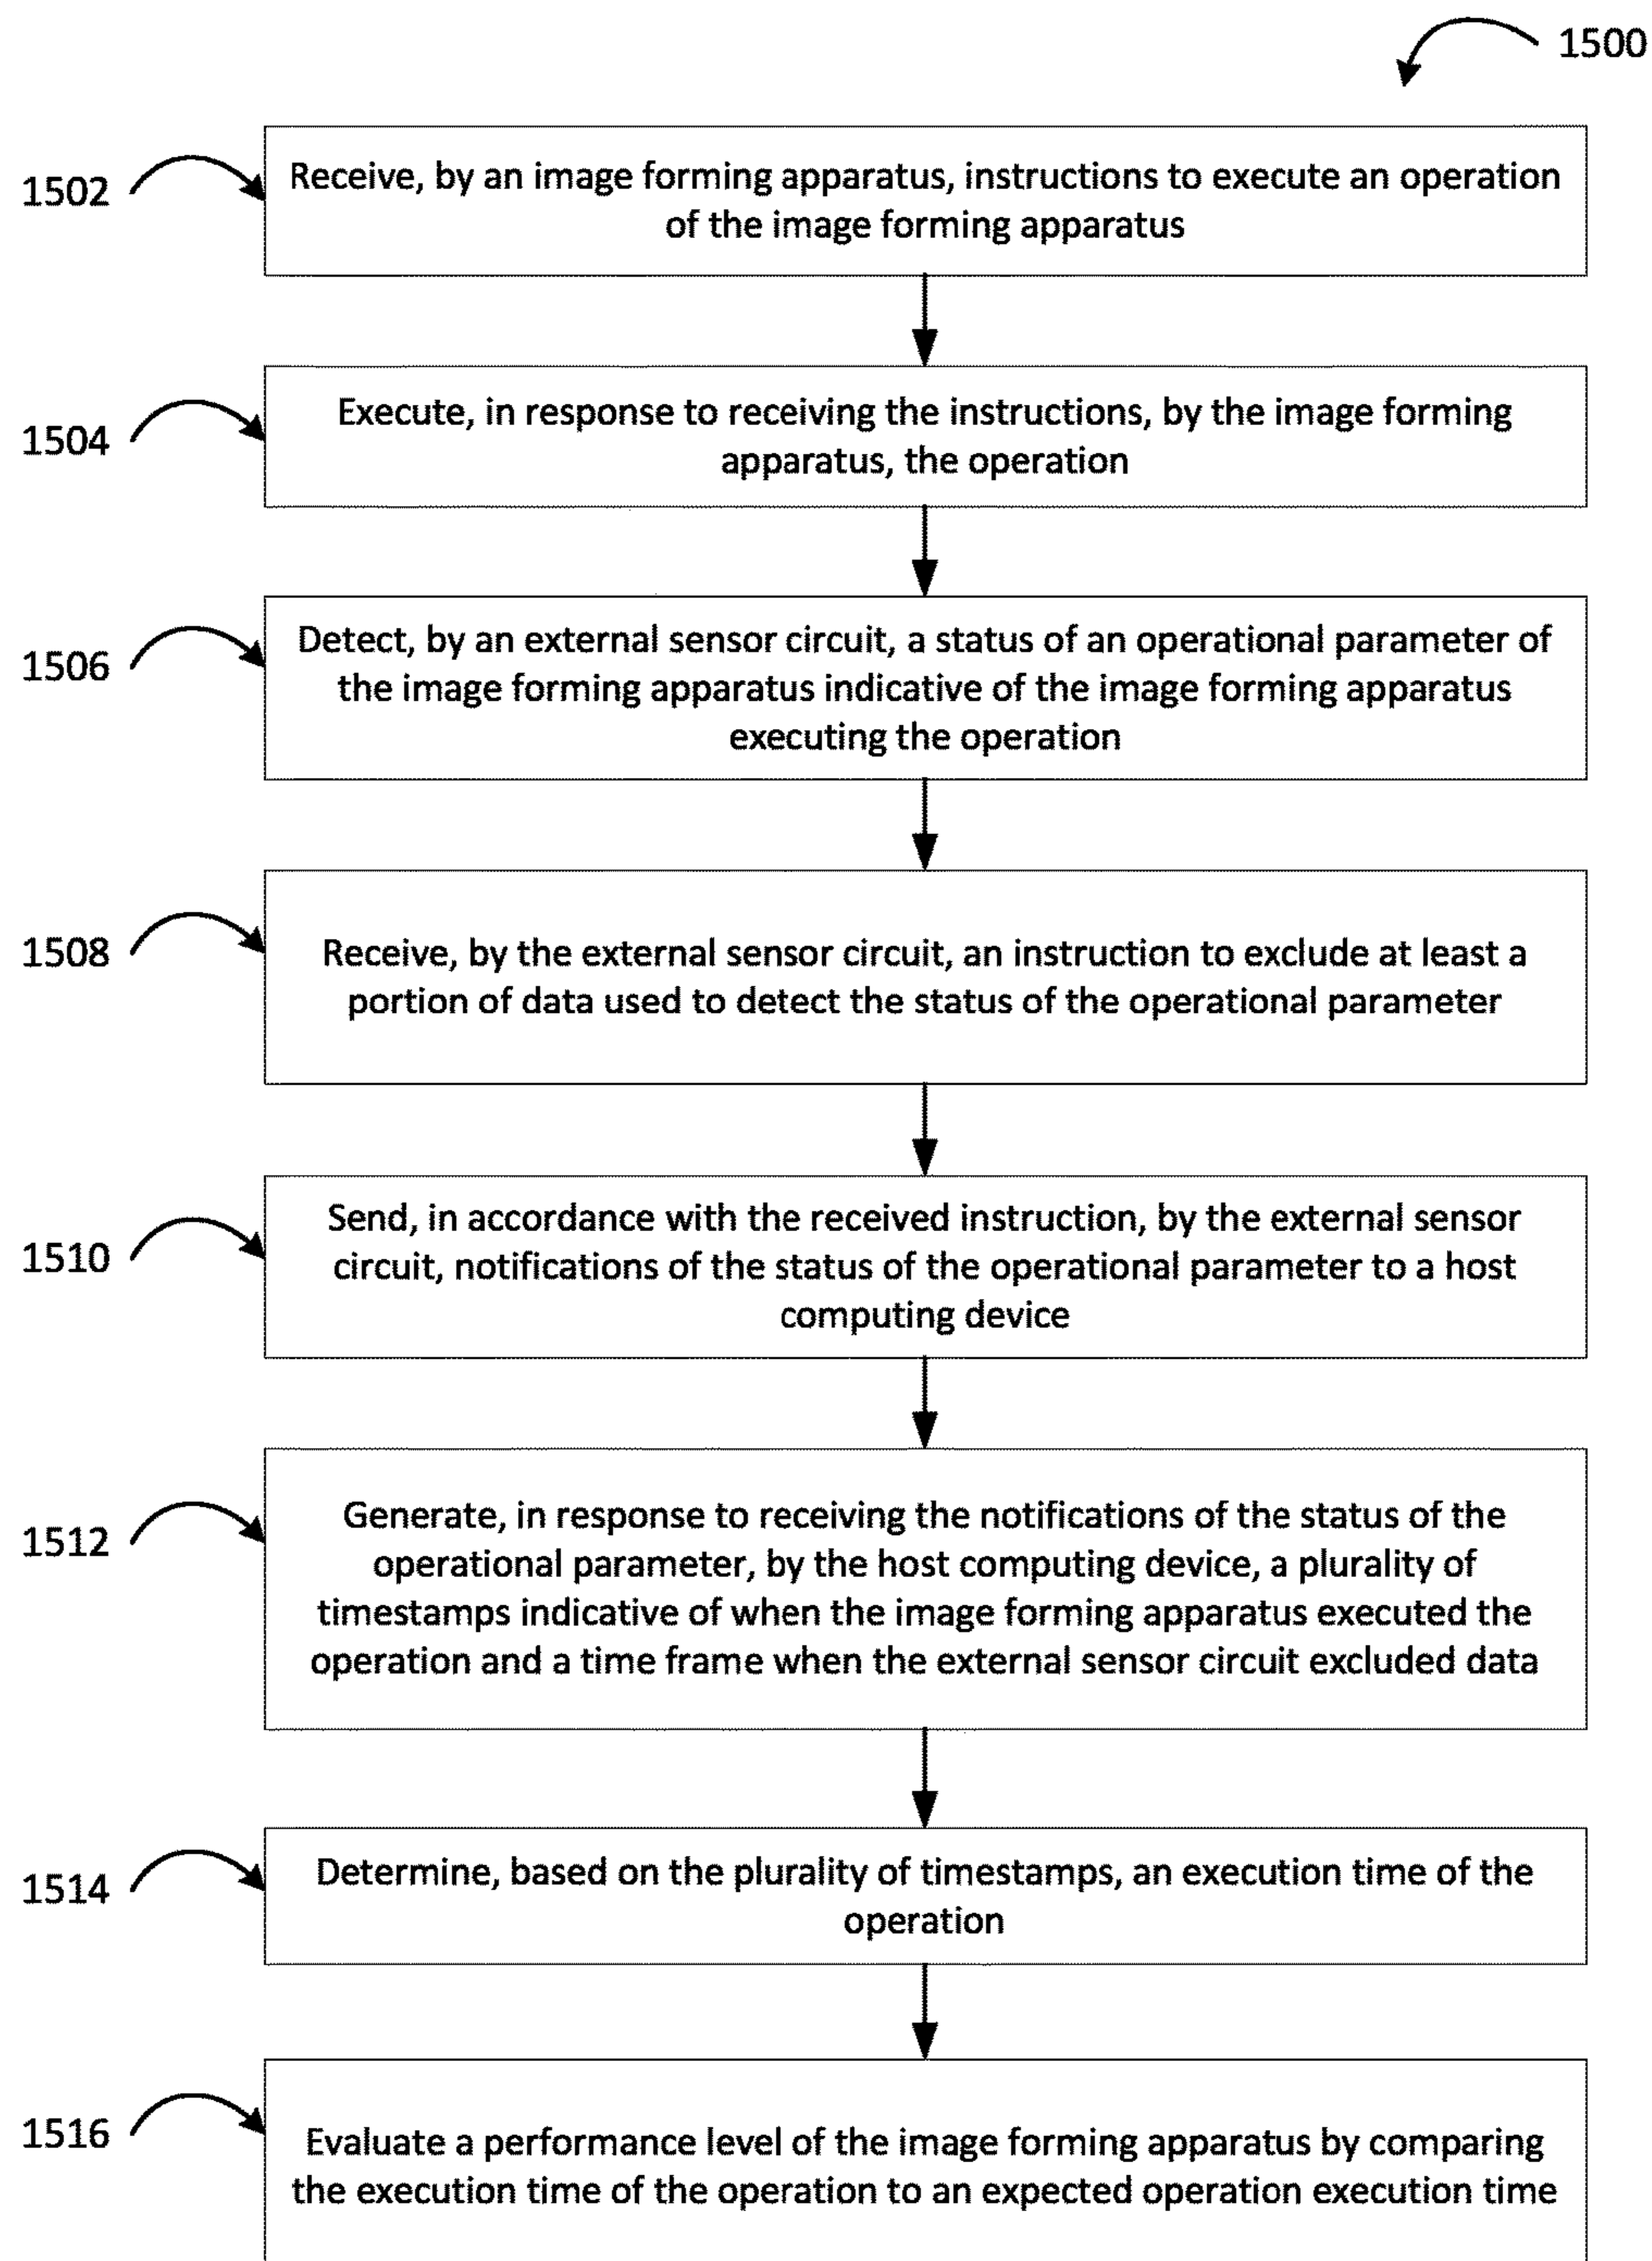 1500
1502
Receive, by an image forming apparatus, instructions to execute an operation
of the image forming apparatus
1504
Execute, in response to receiving the instructions, by the image forming
apparatus, the operation
1506
Detect, by an external sensor circuit, a status of an operational parameter of
the image forming apparatus indicative of the image forming apparatus
executing the operation
1508
Receive, by the external sensor circuit, an instruction to exclude at least a
portion of data used to detect the status of the operational parameter
1510
Send, in accordance with the received instruction, by the external sensor
circuit, notifications of the status of the operational parameter to a host
computing device
1512
Generate, in response to receiving the notifications of the status of the
operational parameter, by the host computing device, a plurality of
timestamps indicative of when the image forming apparatus executed the
operation and a time frame when the external sensor circuit excluded data
1514
Determine, based on the plurality of timestamps, an execution time of the
operation
1516
Evaluate a performance level of the image forming apparatus by comparing
the execution time of the operation to an expected operation execution time